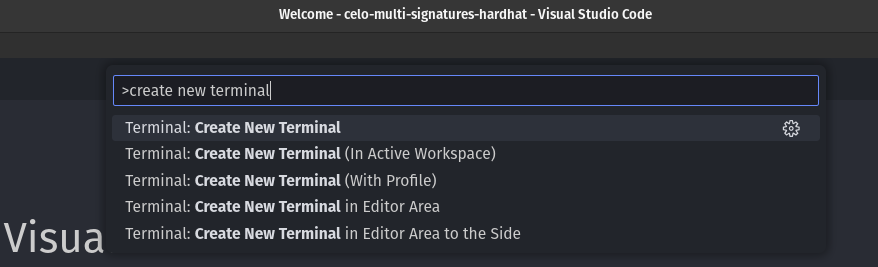 Welcome - celo-multi-signatures-hardhat - Visual Studio Code
>create new terminal
Terminal: Create New Terminal
Terminal: Create New Terminal (In Active Workspace)
Terminal: Create New Terminal (With Profile)
Terminal: Create New Terminal in Editor Area
Terminal: Create New Terminal in Editor Area to the Side
Visua